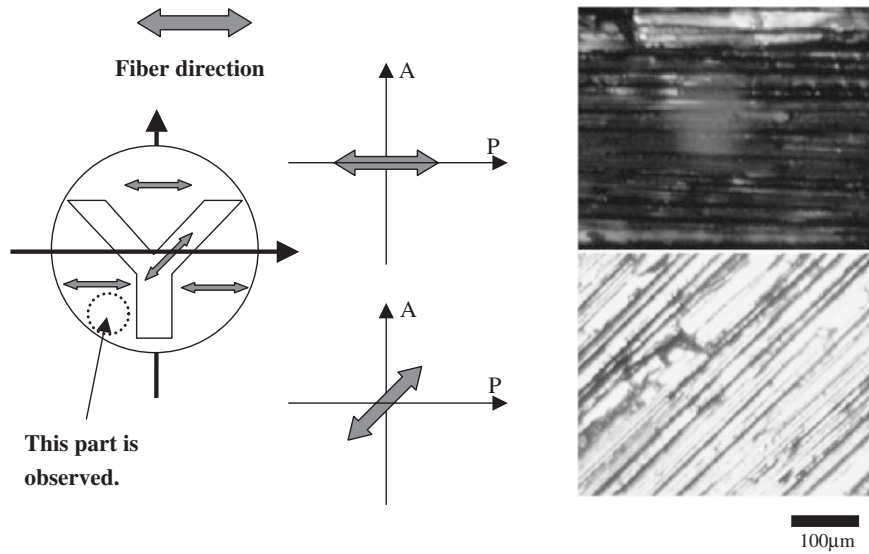 Fiber direction
A
P
A
P
This part is
observed.
100μm